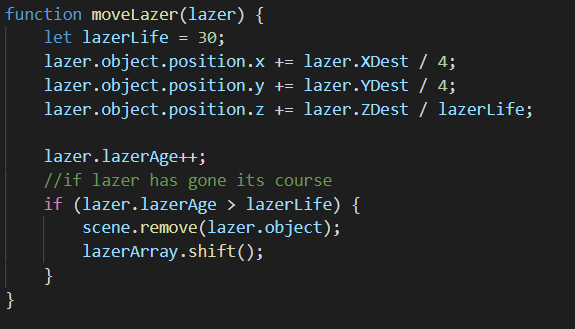 function moveLazer(lazer) {
    let lazerLife = 30;
    lazer.object.position.x += lazer.XDest / 4;
    lazer.object.position.y += lazer.YDest / 4;
    lazer.object.position.z += lazer.ZDest / lazerLife;

    lazer.lazerAge++;
    //if lazer has gone its course
    if (lazer.lazerAge > lazerLife) {
        scene.remove(lazer.object);
        lazerArray.shift();
    }
}